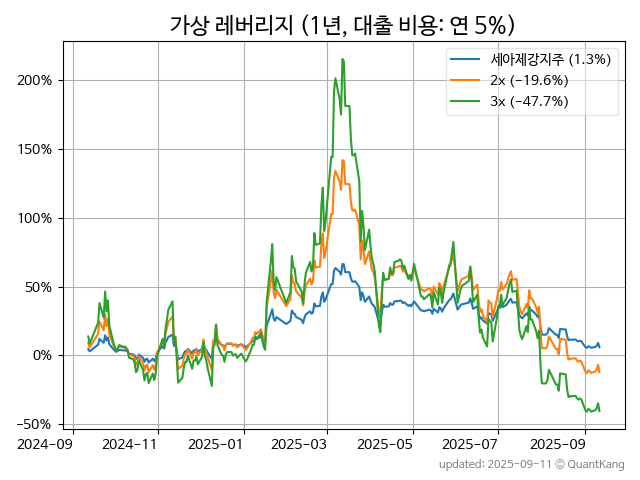 가상 레버리지 (1년, 대출 비용: 연 5%)
세아제강지주 (1.3%)
2x (−19.6%)
3x (−47.7%)
200%
150%
100%
50%
0%
−50%
2024-09 2024-11 2025-01 2025-03 2025-05 2025-07 2025-09
updated: 2025-09-11 © QuantKang